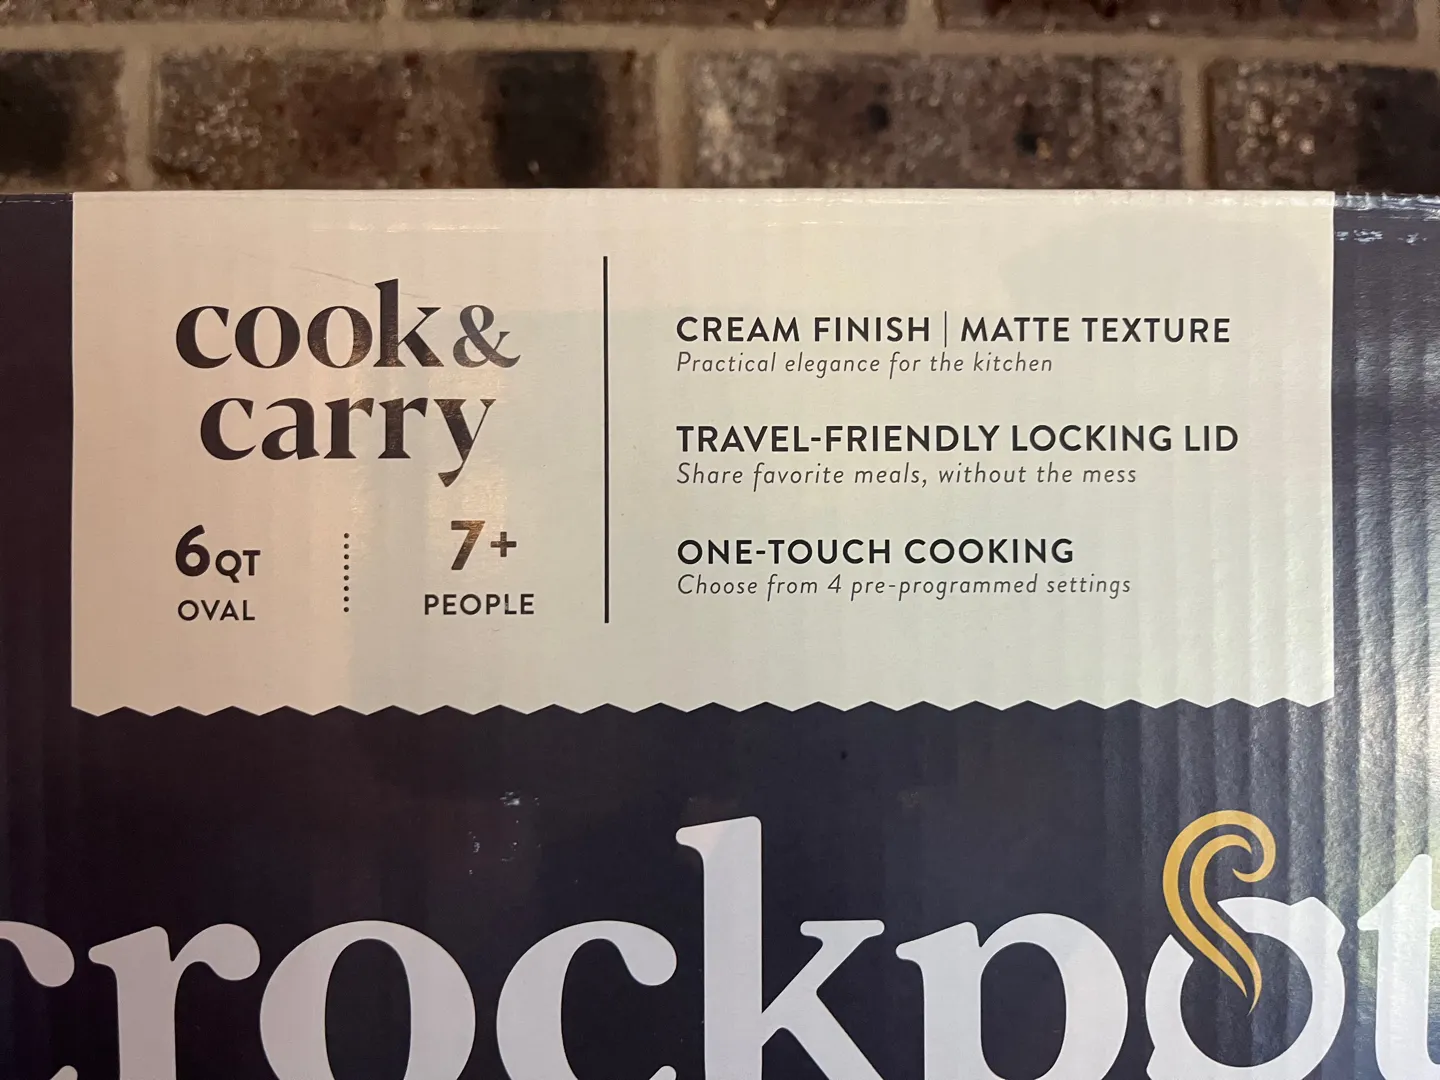 cook &
carry
6QT
OVAL
7+
PEOPLE
CREAM FINISH | MATTE TEXTURE
Practical elegance for the kitchen
TRAVEL-FRIENDLY LOCKING LID
Share favorite meals, without the mess
ONE-TOUCH COOKING
Choose from 4 pre-programmed settings
crockpot